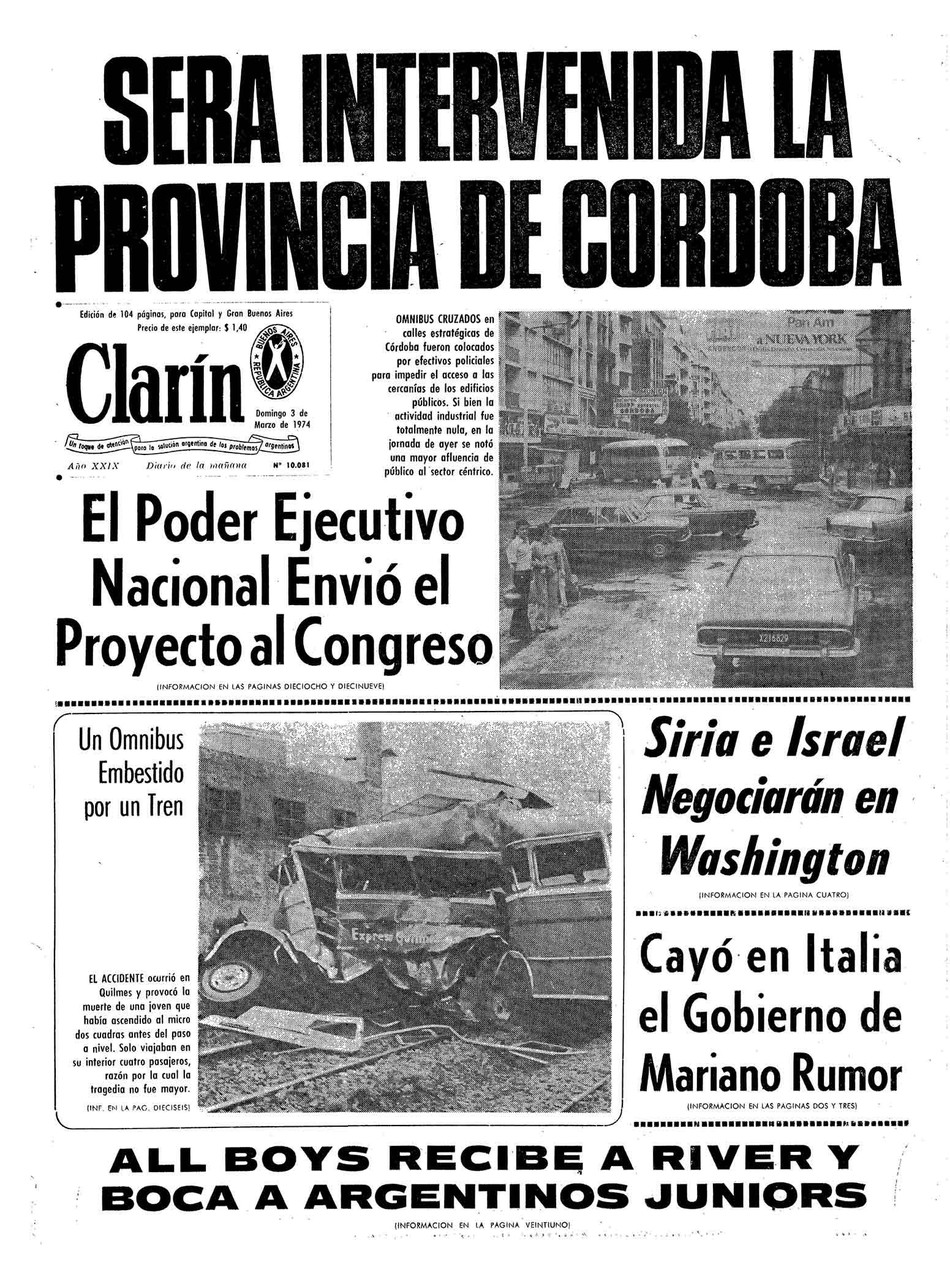 SERA INTERVENIDA LA
PROVINCIA DE CORDOBA
Edición de 104 páginas, para Capital y Gran Buenos Aires
Precio de este ejemplar: $ 1,40
Clarín
BUENOS AIRES
REPUBLICA ARGENTINA
Domingo 3 de
Marzo de 1974
Un toque de atención para la solución argentina de los problemas argentinos
Año XXIX Diario de la mañana Nº 10.081
OMNIBUS CRUZADOS en
calles estratégicas de
Córdoba fueron colocados
por efectivos policiales
para impedir el acceso a las
cercanías de los edificios
públicos. Si bien la
actividad industrial fue
totalmente nula, en la
jornada de ayer se notó
una mayor afluencia de
público al sector céntrico.
Pan Am
a NUEVA YORK
CORDOBA
X216829
El Poder Ejecutivo
Nacional Envió el
Proyecto al Congreso
(INFORMACION EN LAS PAGINAS DIECIOCHO Y DIECINUEVE)
Un Omnibus
Embestido
por un Tren
Expreso Quilmes
EL ACCIDENTE ocurrió en
Quilmes y provocó la
muerte de una joven que
había ascendido al micro
dos cuadras antes del paso
a nivel. Solo viajaban en
su interior cuatro pasajeros,
razón por la cual la
tragedia no fue mayor.
(INF. EN LA PAG. DIECISEIS)
Siria e Israel
Negociarán en
Washington
(INFORMACION EN LA PAGINA CUATRO)
Cayó en Italia
el Gobierno de
Mariano Rumor
(INFORMACION EN LAS PAGINAS DOS Y TRES)
ALL BOYS RECIBE A RIVER Y
BOCA A ARGENTINOS JUNIORS
(INFORMACION EN LA PAGINA VEINTIUNO)